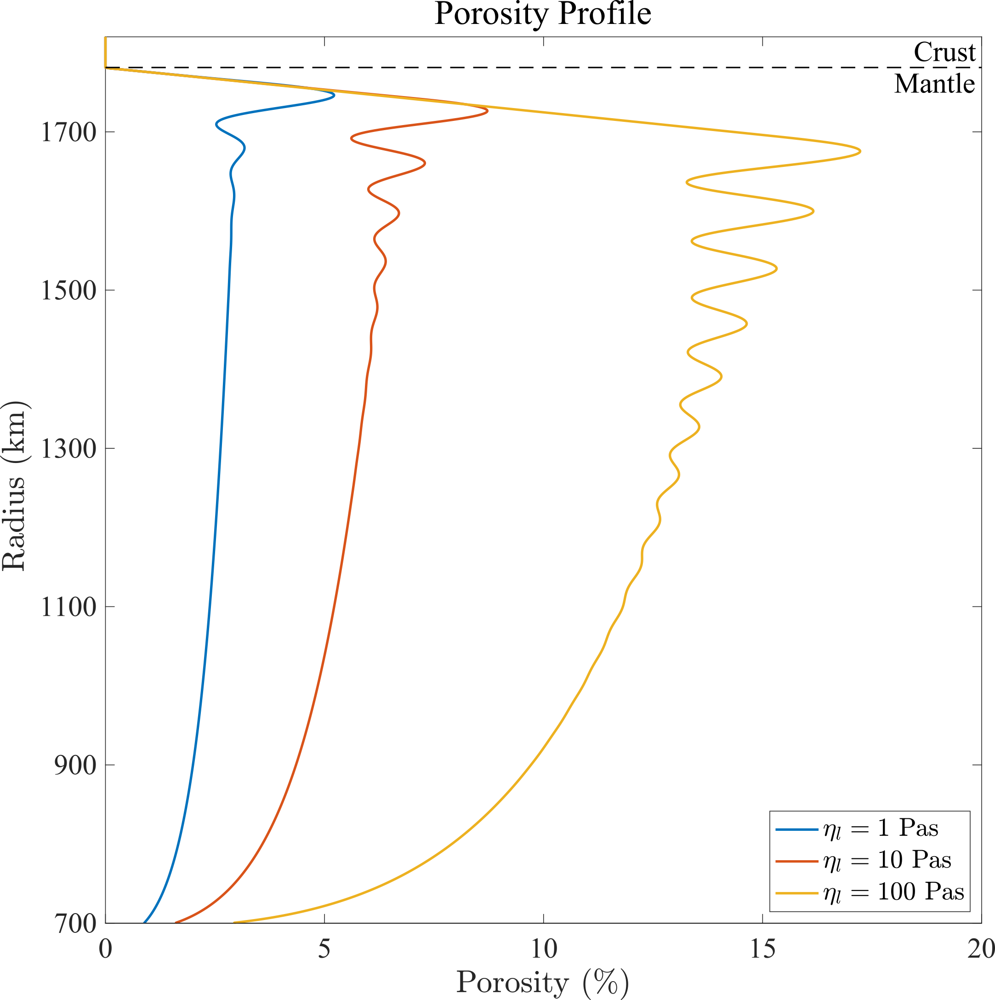 Porosity Profile
Crust
Mantle
1700
1500
1300
1100
900
700
Radius (km)
0 5 10 15 20
Porosity (%)
ηₗ = 1 Pas
ηₗ = 10 Pas
ηₗ = 100 Pas